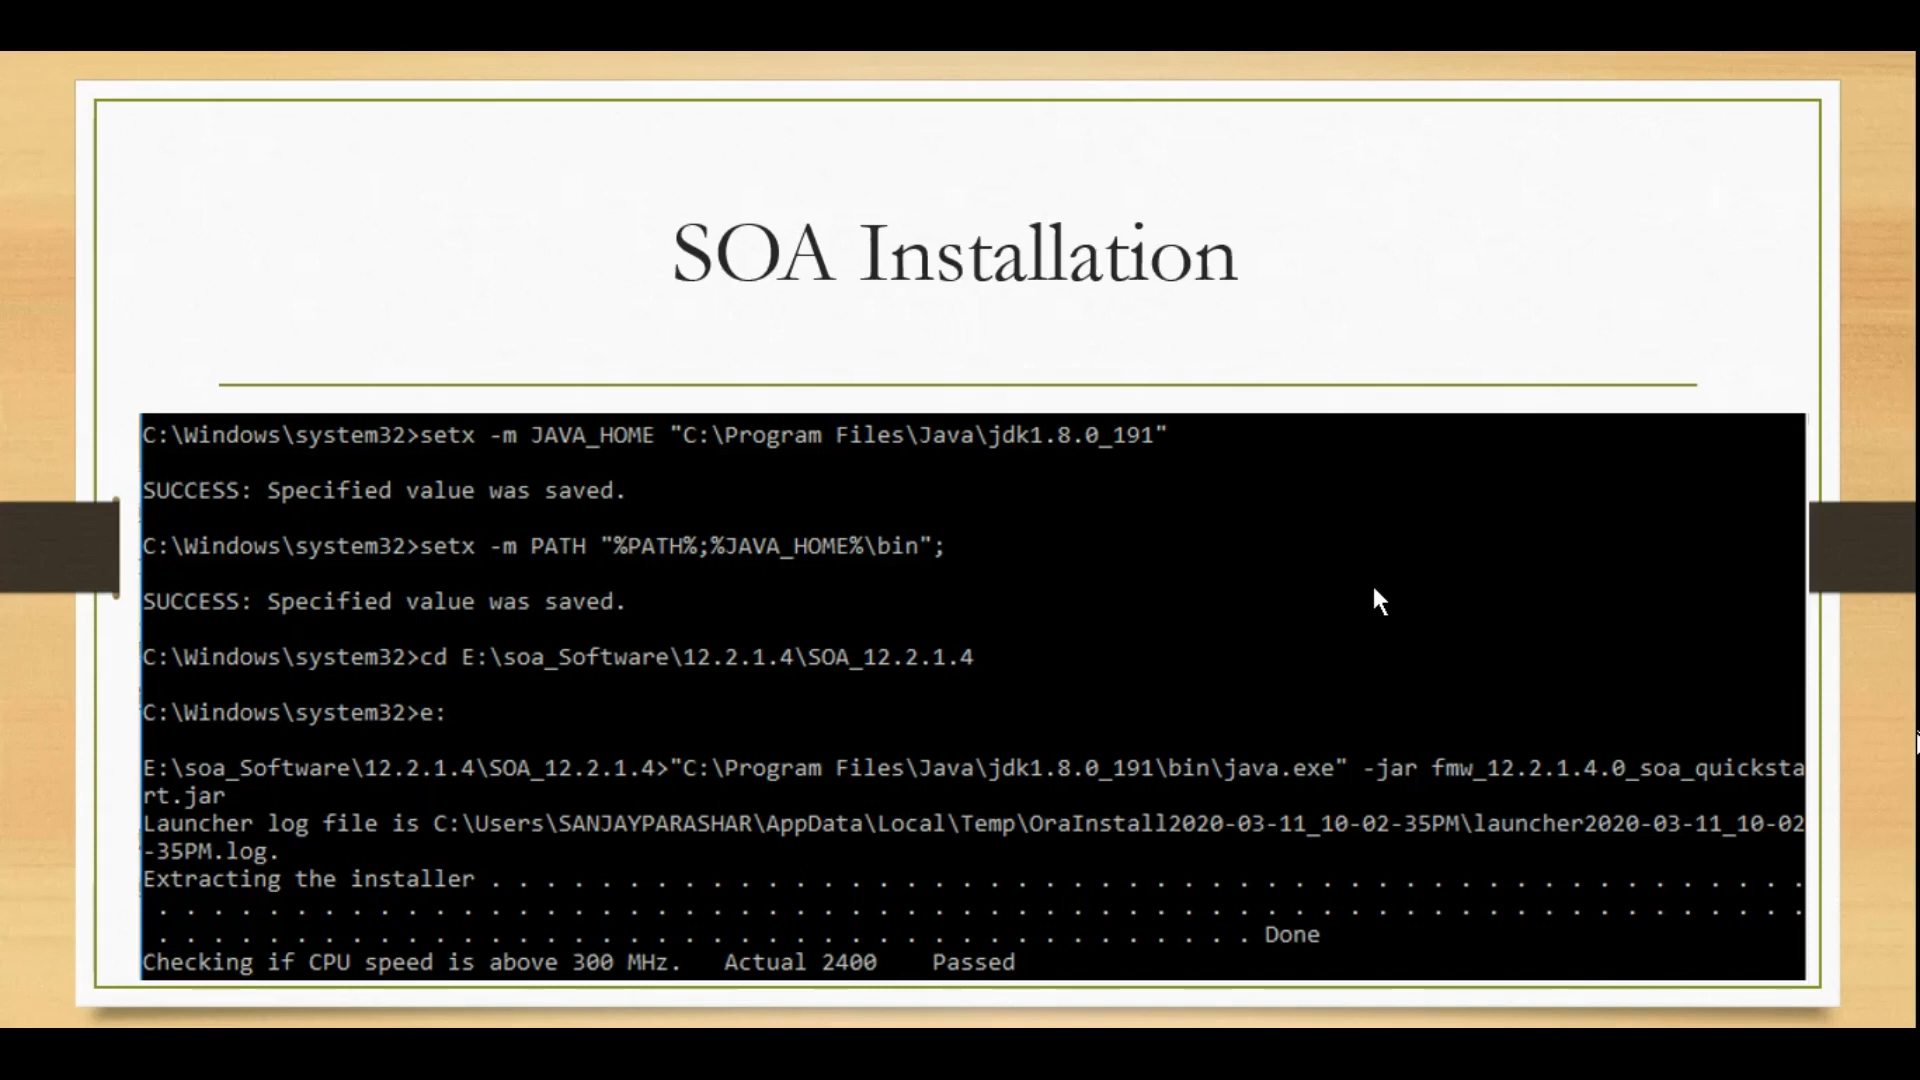 SOA Installation
C:\Windows\system32>setx -m JAVA_HOME "C:\Program Files\Java\jdk1.8.0_191"
SUCCESS: Specified value was saved.
C:\Windows\system32>setx -m PATH "%PATH%;%JAVA_HOME%\bin";
SUCCESS: Specified value was saved.
C:\Windows\system32>cd E:\soa_Software\12.2.1.4\SOA_12.2.1.4
C:\Windows\system32>e:
E:\soa_Software\12.2.1.4\SOA_12.2.1.4>"C:\Program Files\Java\jdk1.8.0_191\bin\java.exe" -jar fmw_12.2.1.4.0_soa_quicksta
rt.jar
Launcher log file is C:\Users\SANJAYPARASHAR\AppData\Local\Temp\OraInstall2020-03-11_10-02-35PM\launcher2020-03-11_10-02
-35PM.log.
Extracting the installer . . . . . . . . . . . . . . . . . . . . . . . . . . . . . . . . . . . . . . . . . . . . . . . .
. . . . . . . . . . . . . . . . . . . . . . . . . . . . . . . . . . . . . . . . . . . . . . . . . . . . . . . . . . . .
. . . . . . . . . . . . . . . . . . . . . . . . . . . . . . . . . . . . . . . . Done
Checking if CPU speed is above 300 MHz.   Actual 2400    Passed